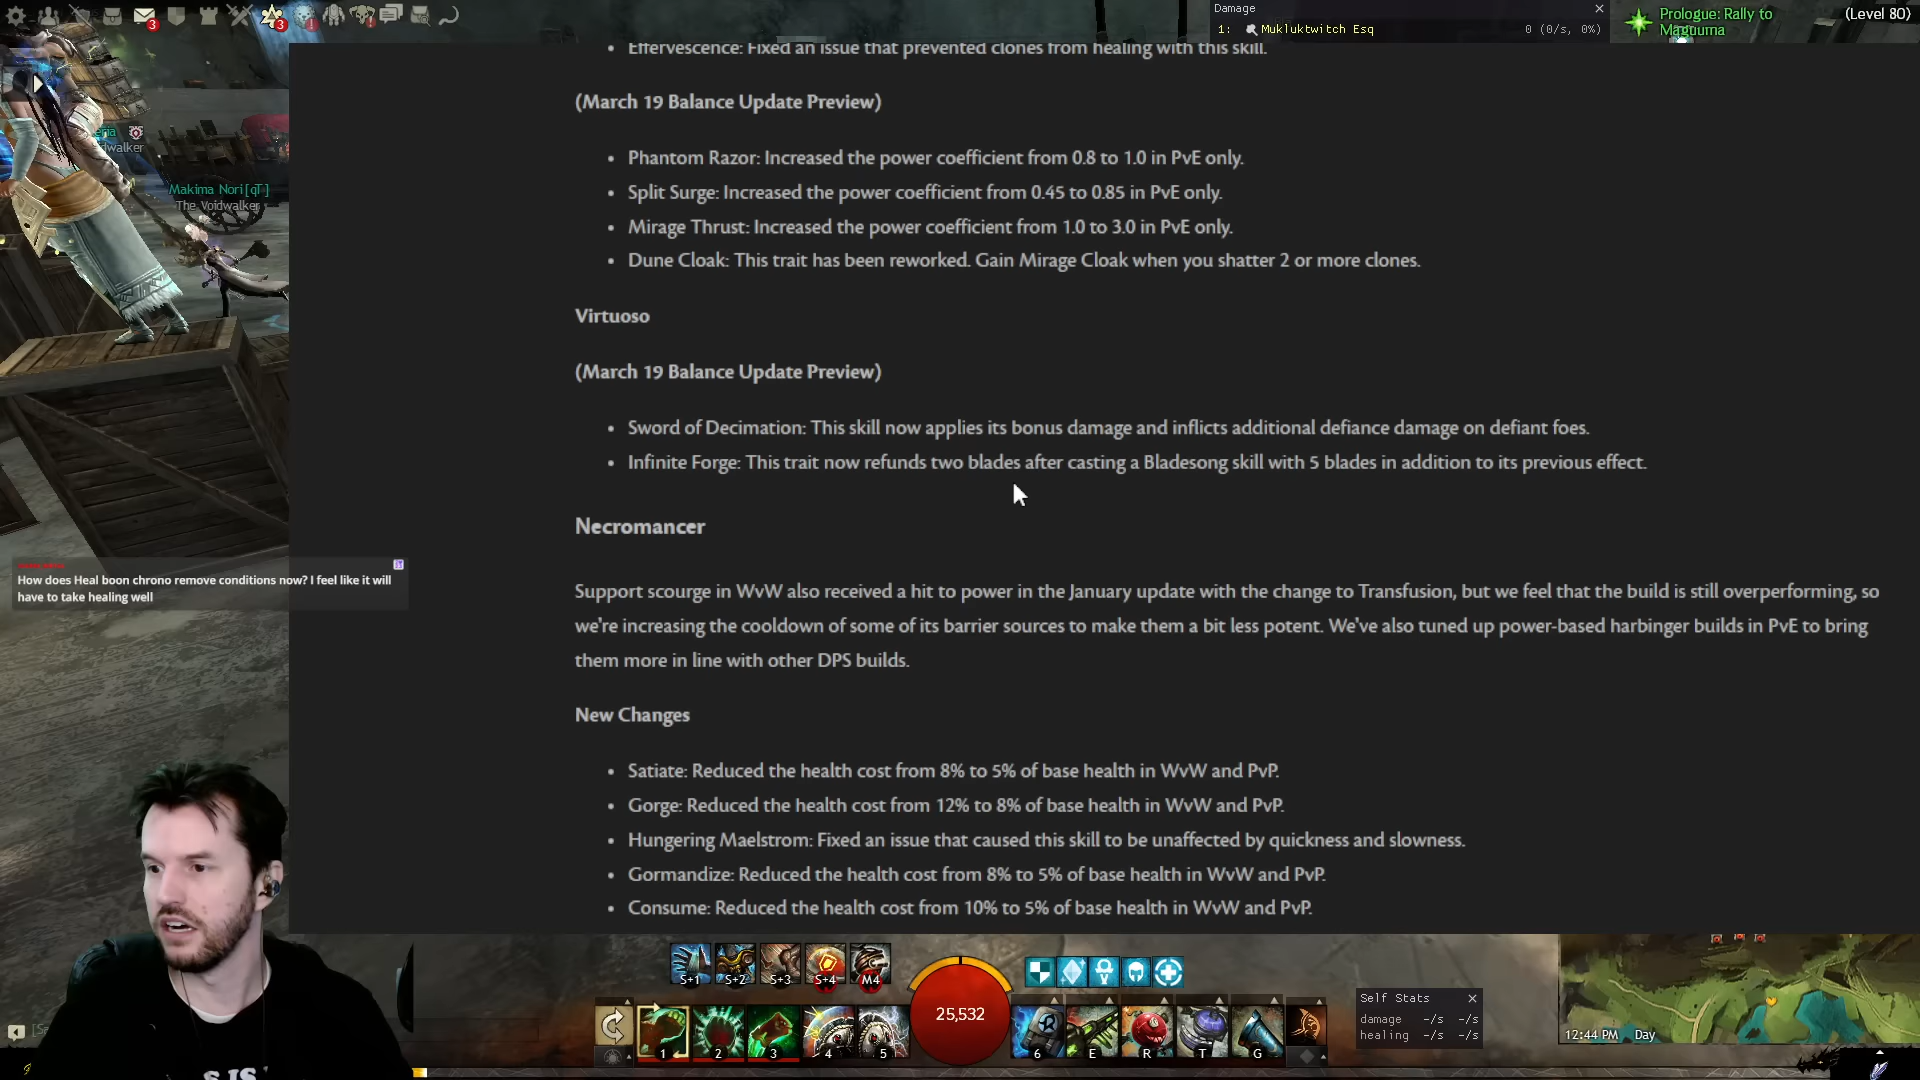 Damage
1: Mukluktwitch Esq 0 (0/s, 0%)
Prologue: Rally to
Maguuma
(Level 80)
3
3
Effervescence: Fixed an issue that prevented clones from healing with this skill.
(March 19 Balance Update Preview)
Makima Nori[qT]
The Voidwalker
• Phantom Razor: Increased the power coefficient from 0.8 to 1.0 in PvE only.
• Split Surge: Increased the power coefficient from 0.45 to 0.85 in PvE only.
• Mirage Thrust: Increased the power coefficient from 1.0 to 3.0 in PvE only.
• Dune Cloak: This trait has been reworked. Gain Mirage Cloak when you shatter 2 or more clones.
Virtuoso
(March 19 Balance Update Preview)
• Sword of Decimation: This skill now applies its bonus damage and inflicts additional defiance damage on defiant foes.
• Infinite Forge: This trait now refunds two blades after casting a Bladesong skill with 5 blades in addition to its previous effect.
Necromancer
How does Heal boon chrono remove conditions now? I feel like it will
have to take healing well
Support scourge in WvW also received a hit to power in the January update with the change to Transfusion, but we feel that the build is still overperforming, so
we're increasing the cooldown of some of its barrier sources to make them a bit less potent. We've also tuned up power-based harbinger builds in PvE to bring
them more in line with other DPS builds.
New Changes
• Satiate: Reduced the health cost from 8% to 5% of base health in WvW and PvP.
• Gorge: Reduced the health cost from 12% to 8% of base health in WvW and PvP.
• Hungering Maelstrom: Fixed an issue that caused this skill to be unaffected by quickness and slowness.
• Gormandize: Reduced the health cost from 8% to 5% of base health in WvW and PvP.
• Consume: Reduced the health cost from 10% to 5% of base health in WvW and PvP.
S+1 S+2 S+3 S+4 M4
25,532
1 2 3 4 5 6 E R T G
Self Stats
damage -/s -/s
healing -/s -/s
12:44 PM Day